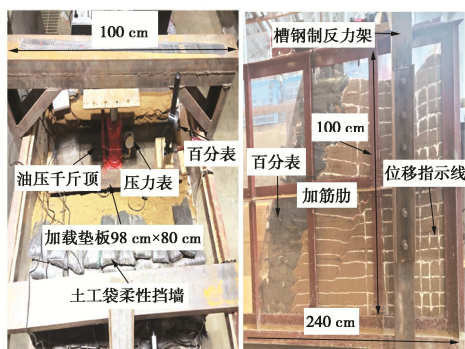 100 cm
百分表
油压千斤顶
压力表
加载垫板98 cm×80 cm
土工袋柔性挡墙
槽钢制反力架
100 cm
百分表
位移指示线
加筋肋
240 cm